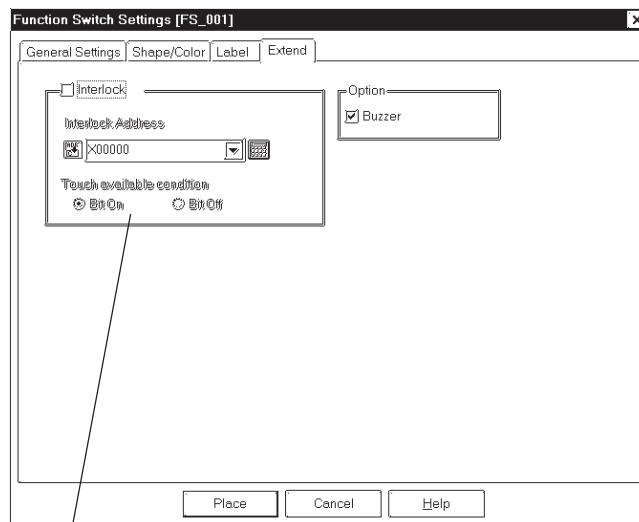 Function Switch Settings [FS_001]
General Settings Shape/Color Label Extend
Interlock
Interlock Address
X00000
Touch available condition
Bit On Bit Off
Option
Buzzer
Place Cancel Help